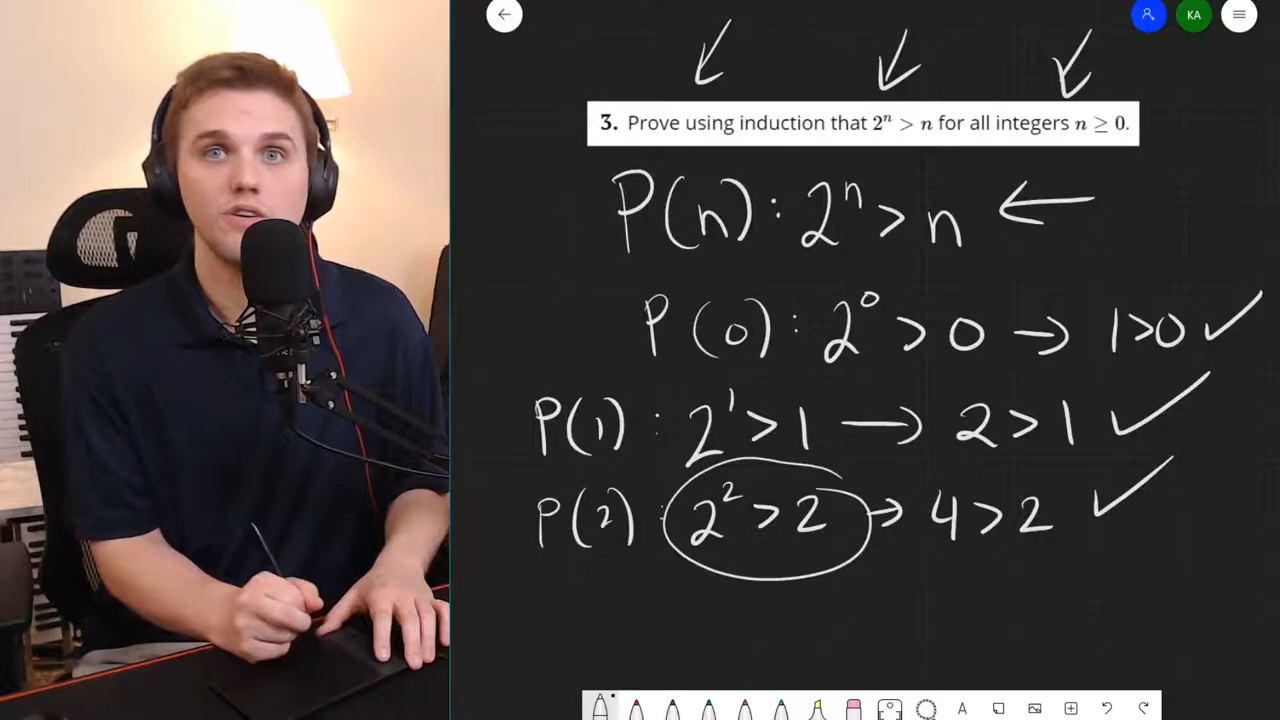 KA
3. Prove using induction that 2ⁿ > n for all integers n ≥ 0.
P(n): 2ⁿ > n ←
P(0): 2⁰ > 0 → 1>0 ✓
P(1): 2¹ > 1 → 2 > 1 ✓
P(2): 2² > 2 → 4 > 2 ✓
A